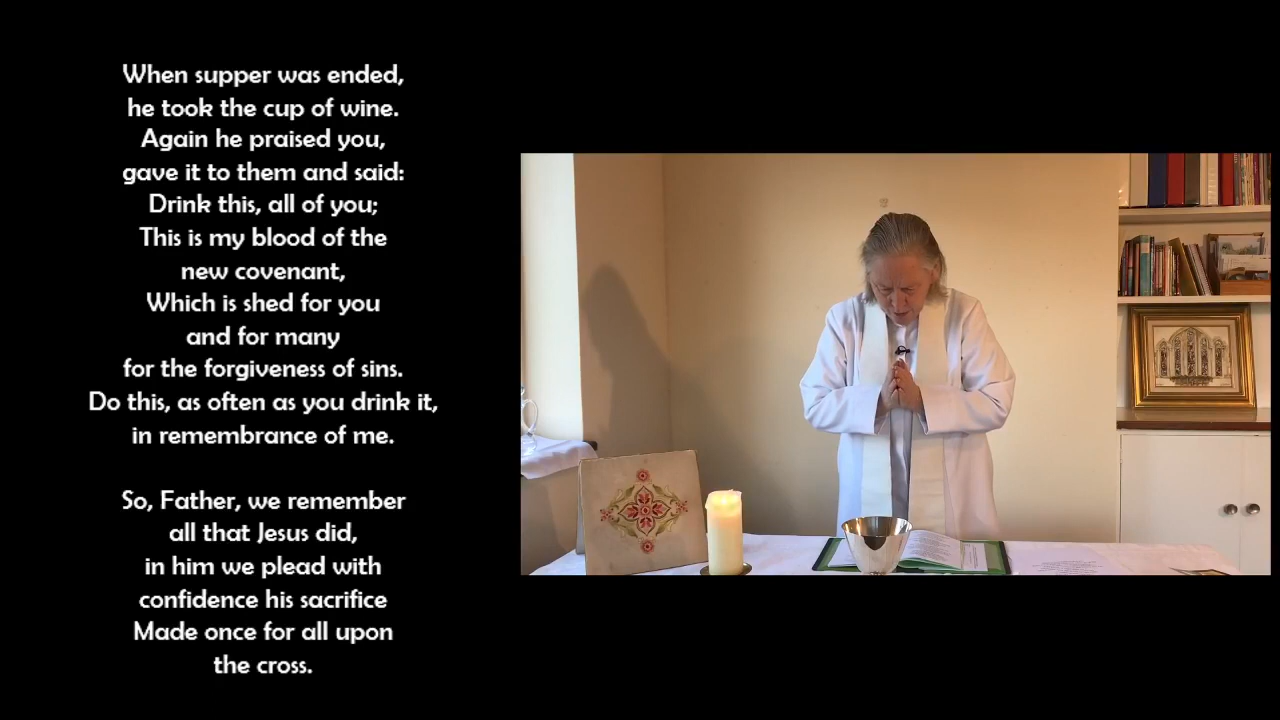 When supper was ended,
he took the cup of wine.
Again he praised you,
gave it to them and said:
Drink this, all of you;
This is my blood of the
new covenant,
Which is shed for you
and for many
for the forgiveness of sins.
Do this, as often as you drink it,
in remembrance of me.
So, Father, we remember
all that Jesus did,
in him we plead with
confidence his sacrifice
Made once for all upon
the cross.